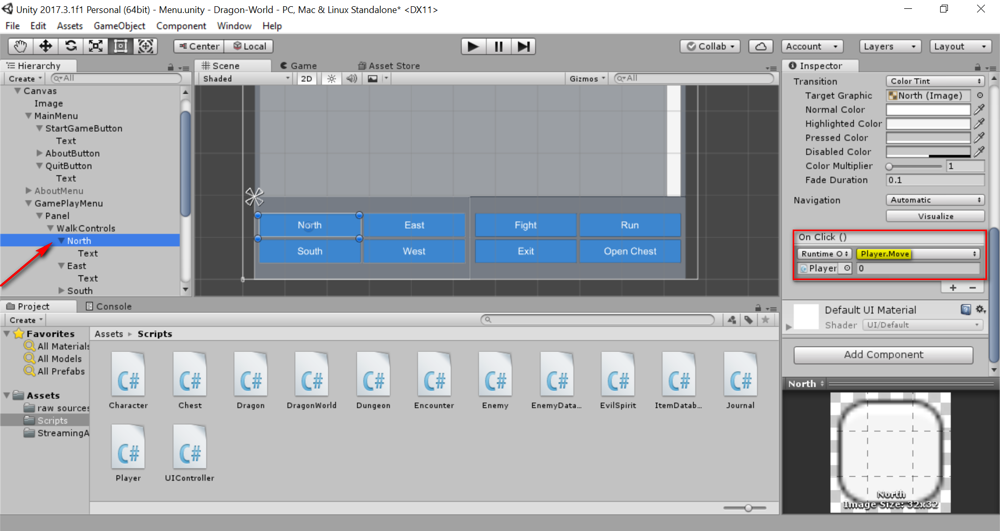 Unity 2017.3.1f1 Personal (64bit) - Menu.unity - Dragon-World - PC, Mac & Linux Standalone* <DX11>
File Edit Assets GameObject Component Window Help
Center Local Collab Account Layers Layout
Hierarchy
Create All
Canvas
Image
MainMenu
StartGameButton
Text
AboutButton
QuitButton
Text
AboutMenu
GamePlayMenu
Panel
WalkControls
North
Text
East
Text
South
Scene Game Asset Store
Shaded 2D Gizmos All
North East Fight Run
South West Exit Open Chest
Inspector
Transition Color Tint
Target Graphic North (Image)
Normal Color
Highlighted Color
Pressed Color
Disabled Color
Color Multiplier 1
Fade Duration 0.1
Navigation Automatic
Visualize
On Click ()
Runtime O Player.Move
Player 0
+ −
Default UI Material
Shader UI/Default
Add Component
North
North
Image Size: 32x32
Project Console
Create
Favorites
All Materials
All Models
All Prefabs
Assets
raw sources
Scripts
StreamingA
Assets ▸ Scripts
C# C# C# C# C# C# C# C# C# C# C#
Character Chest Dragon DragonWorld Dungeon Encounter Enemy EnemyData... EvilSpirit ItemDatab... Journal
C# C#
Player UIController